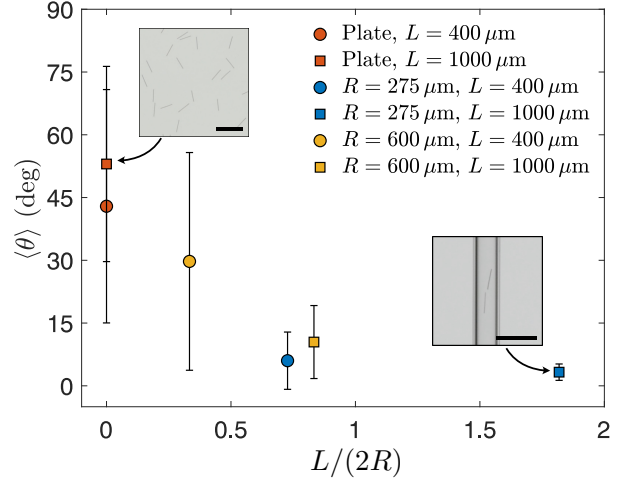 90
75
60
45
30
15
0
⟨θ⟩ (deg)
Plate, L = 400 μm
Plate, L = 1000 μm
R = 275 μm, L = 400 μm
R = 275 μm, L = 1000 μm
R = 600 μm, L = 400 μm
R = 600 μm, L = 1000 μm
0
0.5
1
1.5
2
L/(2R)